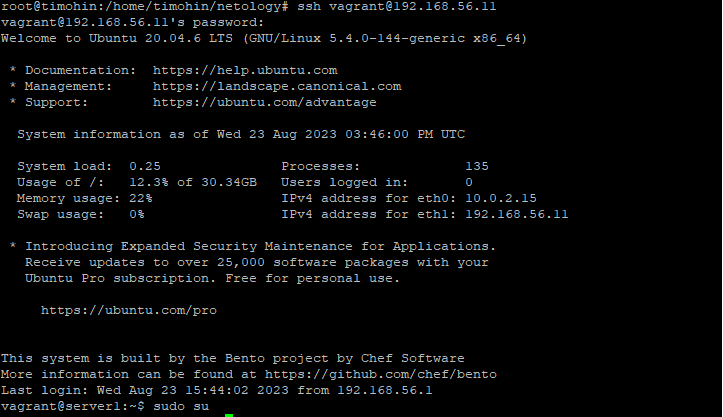 root@timohin:/home/timohin/netology# ssh vagrant@192.168.56.11
vagrant@192.168.56.11's password:
Welcome to Ubuntu 20.04.6 LTS (GNU/Linux 5.4.0-144-generic x86_64)
* Documentation:  https://help.ubuntu.com
* Management:     https://landscape.canonical.com
* Support:        https://ubuntu.com/advantage
System information as of Wed 23 Aug 2023 03:46:00 PM UTC
System load:  0.25               Processes:             135
Usage of /:   12.3% of 30.34GB   Users logged in:       0
Memory usage: 22%                IPv4 address for eth0: 10.0.2.15
Swap usage:   0%                 IPv4 address for eth1: 192.168.56.11
* Introducing Expanded Security Maintenance for Applications.
Receive updates to over 25,000 software packages with your
Ubuntu Pro subscription. Free for personal use.
https://ubuntu.com/pro
This system is built by the Bento project by Chef Software
More information can be found at https://github.com/chef/bento
Last login: Wed Aug 23 15:44:02 2023 from 192.168.56.1
vagrant@server1:~$ sudo su